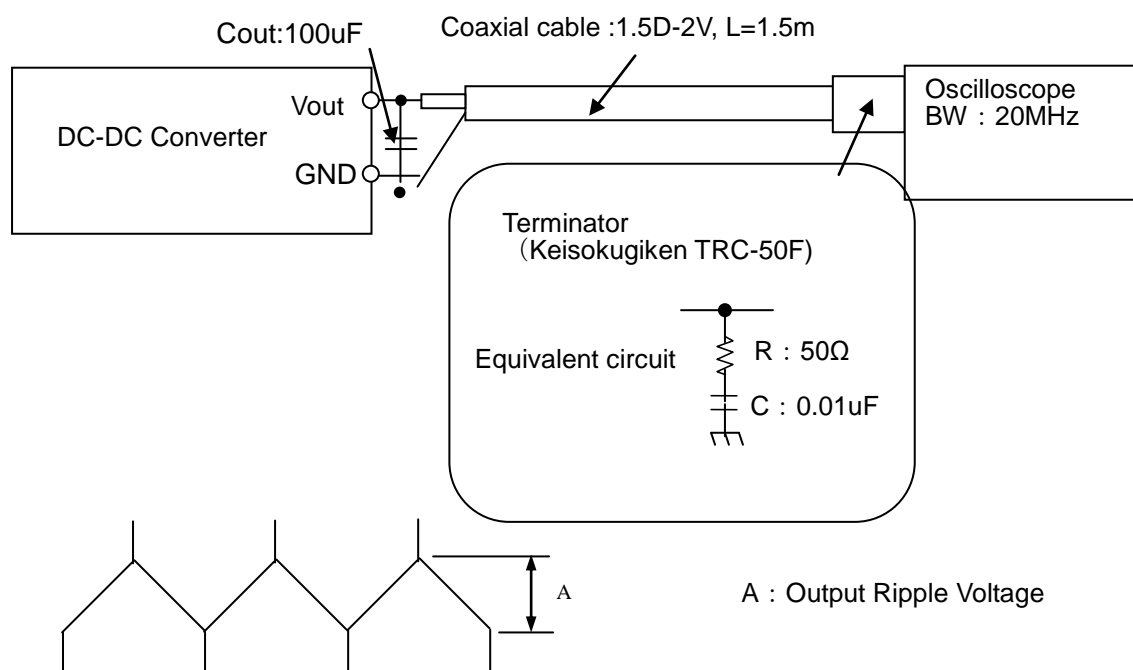 Cout:100uF
Coaxial cable :1.5D-2V, L=1.5m
Vout
DC-DC Converter
GND
Oscilloscope
BW：20MHz
Terminator
（Keisokugiken TRC-50F)
Equivalent circuit
R：50Ω
C：0.01uF
A
A：Output Ripple Voltage